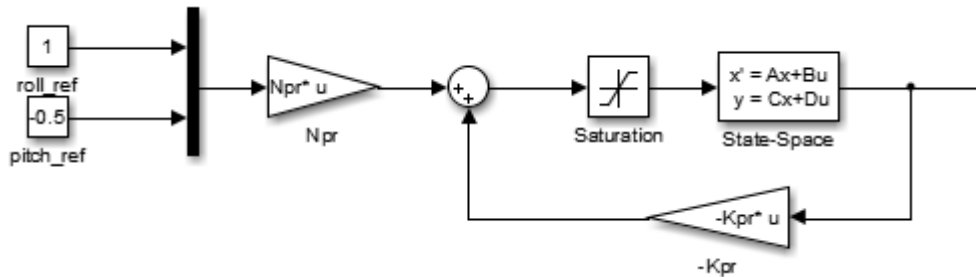 1
roll_ref
-0.5
pitch_ref
Npr* u
Npr
++
Saturation
x' = Ax+Bu
y = Cx+Du
State-Space
-Kpr* u
-Kpr